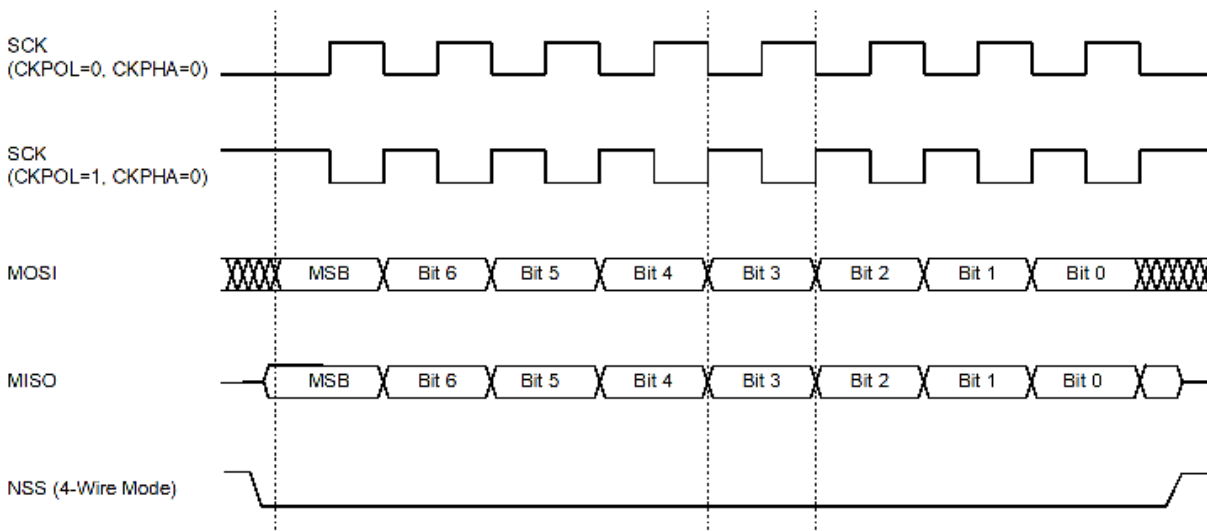 SCK
(CKPOL=0, CKPHA=0)
SCK
(CKPOL=1, CKPHA=0)
MOSI
MSB Bit 6 Bit 5 Bit 4 Bit 3 Bit 2 Bit 1 Bit 0
MISO
MSB Bit 6 Bit 5 Bit 4 Bit 3 Bit 2 Bit 1 Bit 0
NSS (4-Wire Mode)